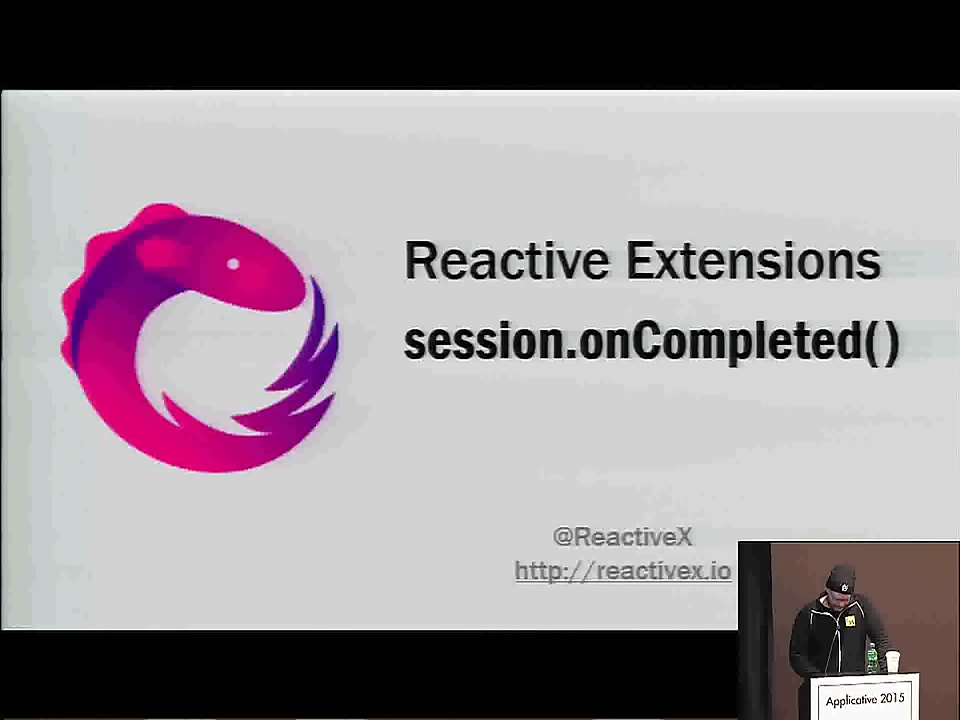 Reactive Extensions
session.onCompleted()
@ReactiveX
http://reactivex.io
Applicative 2015